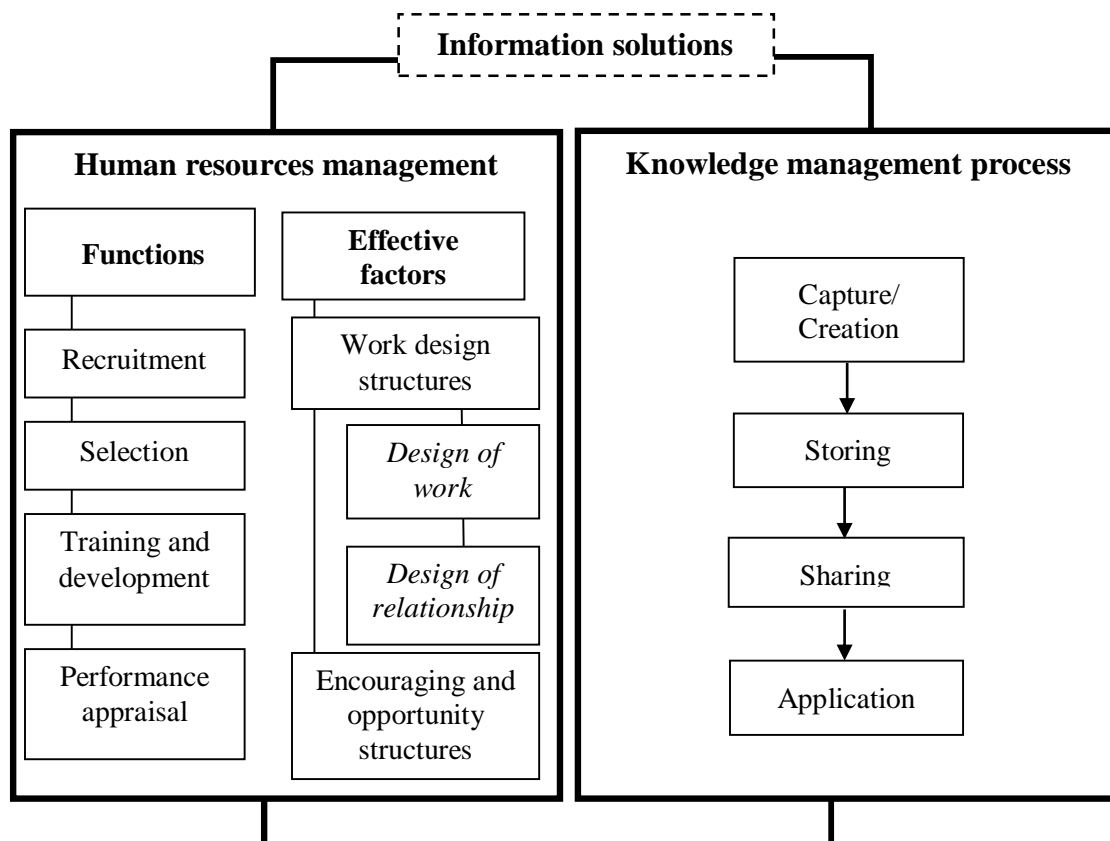 Information solutions
Human resources management
Functions
Recruitment
Selection
Training and
development
Performance
appraisal
Effective
factors
Work design
structures
Design of
work
Design of
relationship
Encouraging and
opportunity
structures
Knowledge management process
Capture/
Creation
Storing
Sharing
Application